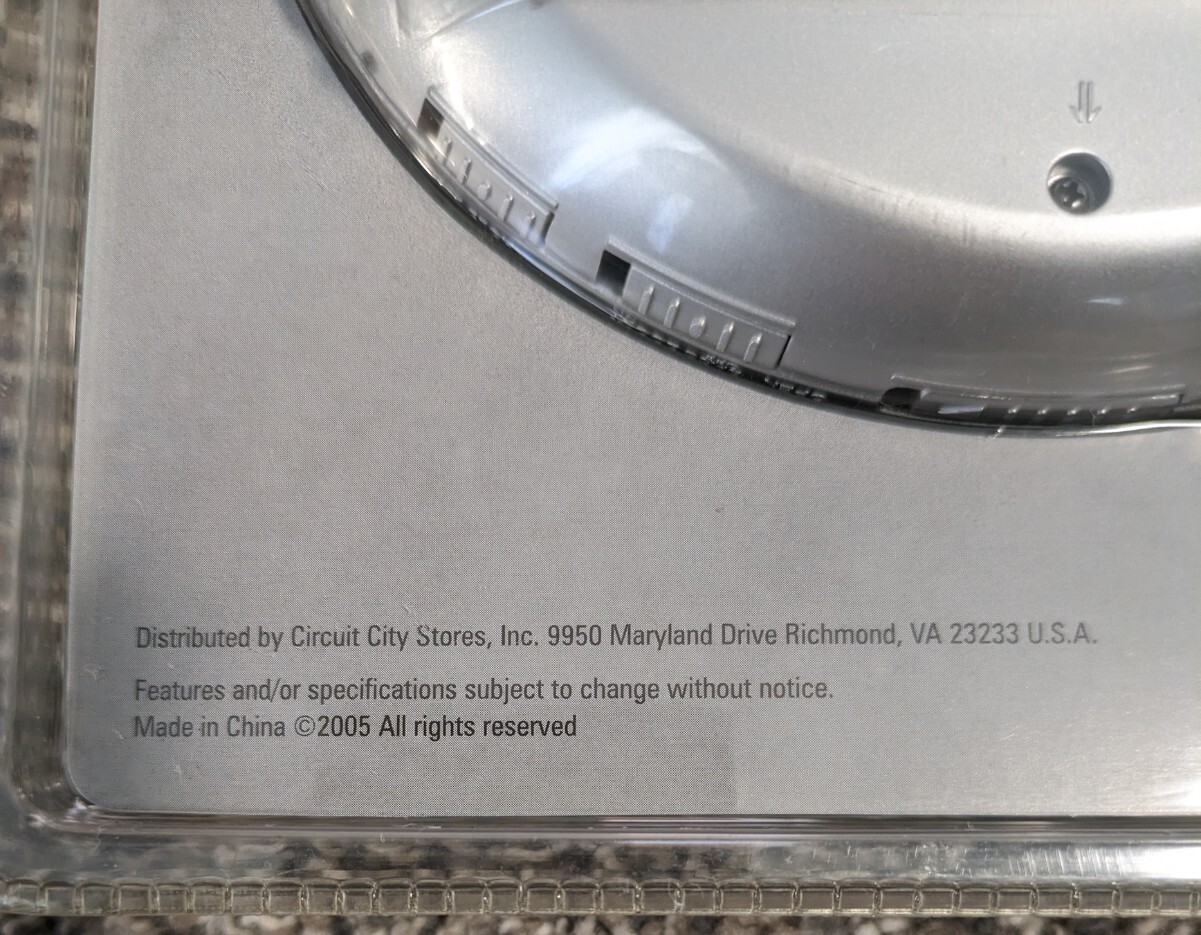 Distributed by Circuit City Stores, Inc. 9950 Maryland Drive Richmond, VA 23233 U.S.A.
Features and/or specifications subject to change without notice.
Made in China ©2005 All rights reserved